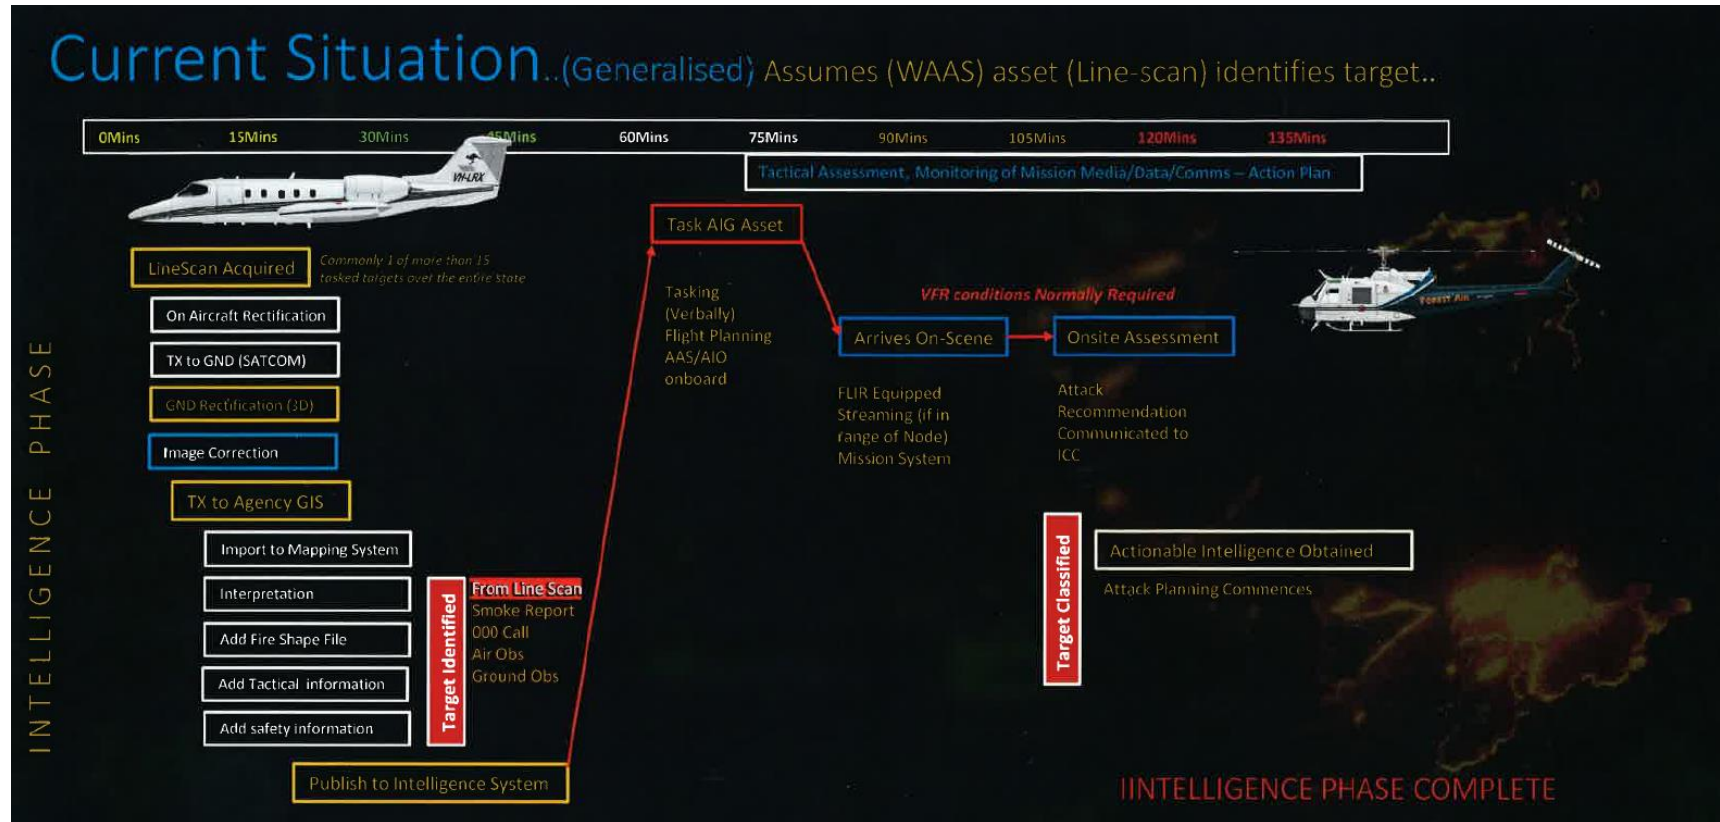 Current Situation..(Generalised) Assumes (WAAS) asset (Line-scan) identifies target..
0Mins 15Mins 30Mins 45Mins 60Mins 75Mins 90Mins 105Mins 120Mins 135Mins
Tactical Assessment, Monitoring of Mission Media/Data/Comms – Action Plan
VH-LRX
INTELLIGENCE PHASE
LineScan Acquired
Commonly 1 of more than 15
tasked targets over the entire state
On Aircraft Rectification
TX to GND (SATCOM)
GND Rectification (3D)
Image Correction
TX to Agency GIS
Import to Mapping System
Interpretation
Add Fire Shape File
Add Tactical information
Add safety information
Target Identified
From Line Scan
Smoke Report
000 Call
Air Obs
Ground Obs
Publish to Intelligence System
Task AIG Asset
Tasking
(Verbally)
Flight Planning
AAS/AIO
onboard
VFR conditions Normally Required
Arrives On-Scene
FLIR Equipped
Streaming (if in
range of Node)
Mission System
Onsite Assessment
Attack
Recommendation
Communicated to
ICC
FOREST AIR
Target Classified
Actionable Intelligence Obtained
Attack Planning Commences
IINTELLIGENCE PHASE COMPLETE